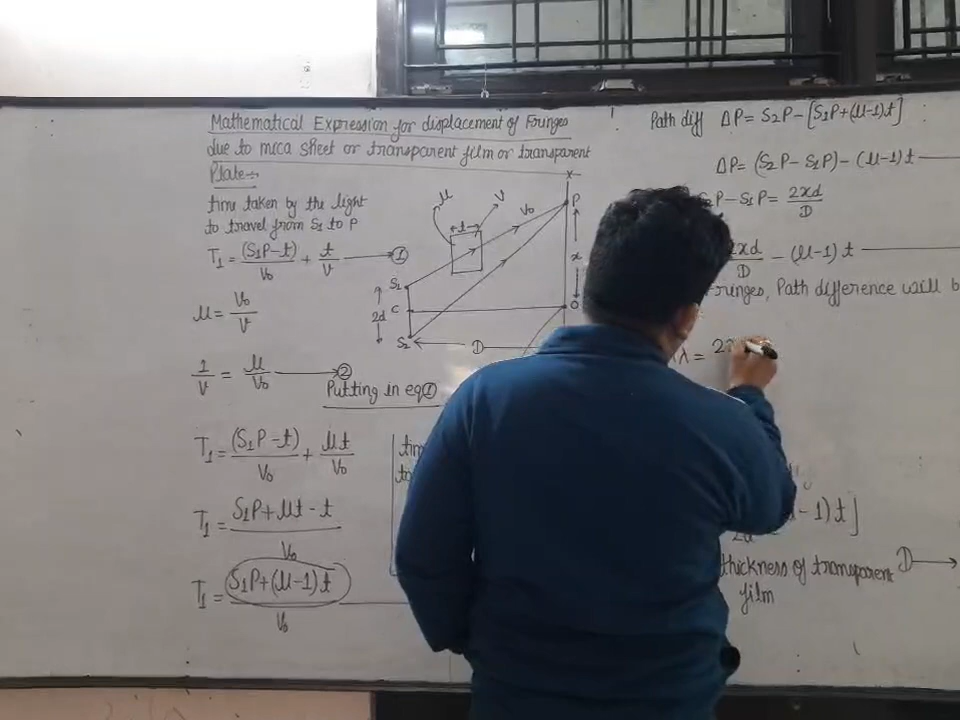 Mathematical Expression for displacement of Fringes
due to mica sheet or transparent film or transparent
Plate:-
time taken by the light
to travel from S1 to P
T1 = (S1P-t)/V0 + t/V → ①
μ = V0/V
1/V = μ/V0 → ②
Putting in eq ①
T1 = (S1P-t)/V0 + μt/V0
T1 = S1P+μt-t/V0
T1 = S1P+(μ-1)t/V0
μ
t
V
V0
X
P
x
S1
C
2d
S2
D
O
Path diff ΔP = S2P - [S1P+(μ-1)t]
ΔP = (S2P - S1P) - (μ-1)t
S2P - S1P = 2xd/D
2xd/D - (μ-1)t
Fringes, Path difference will b
λ = 2
-1)t]
thickness of transparent
film
D →